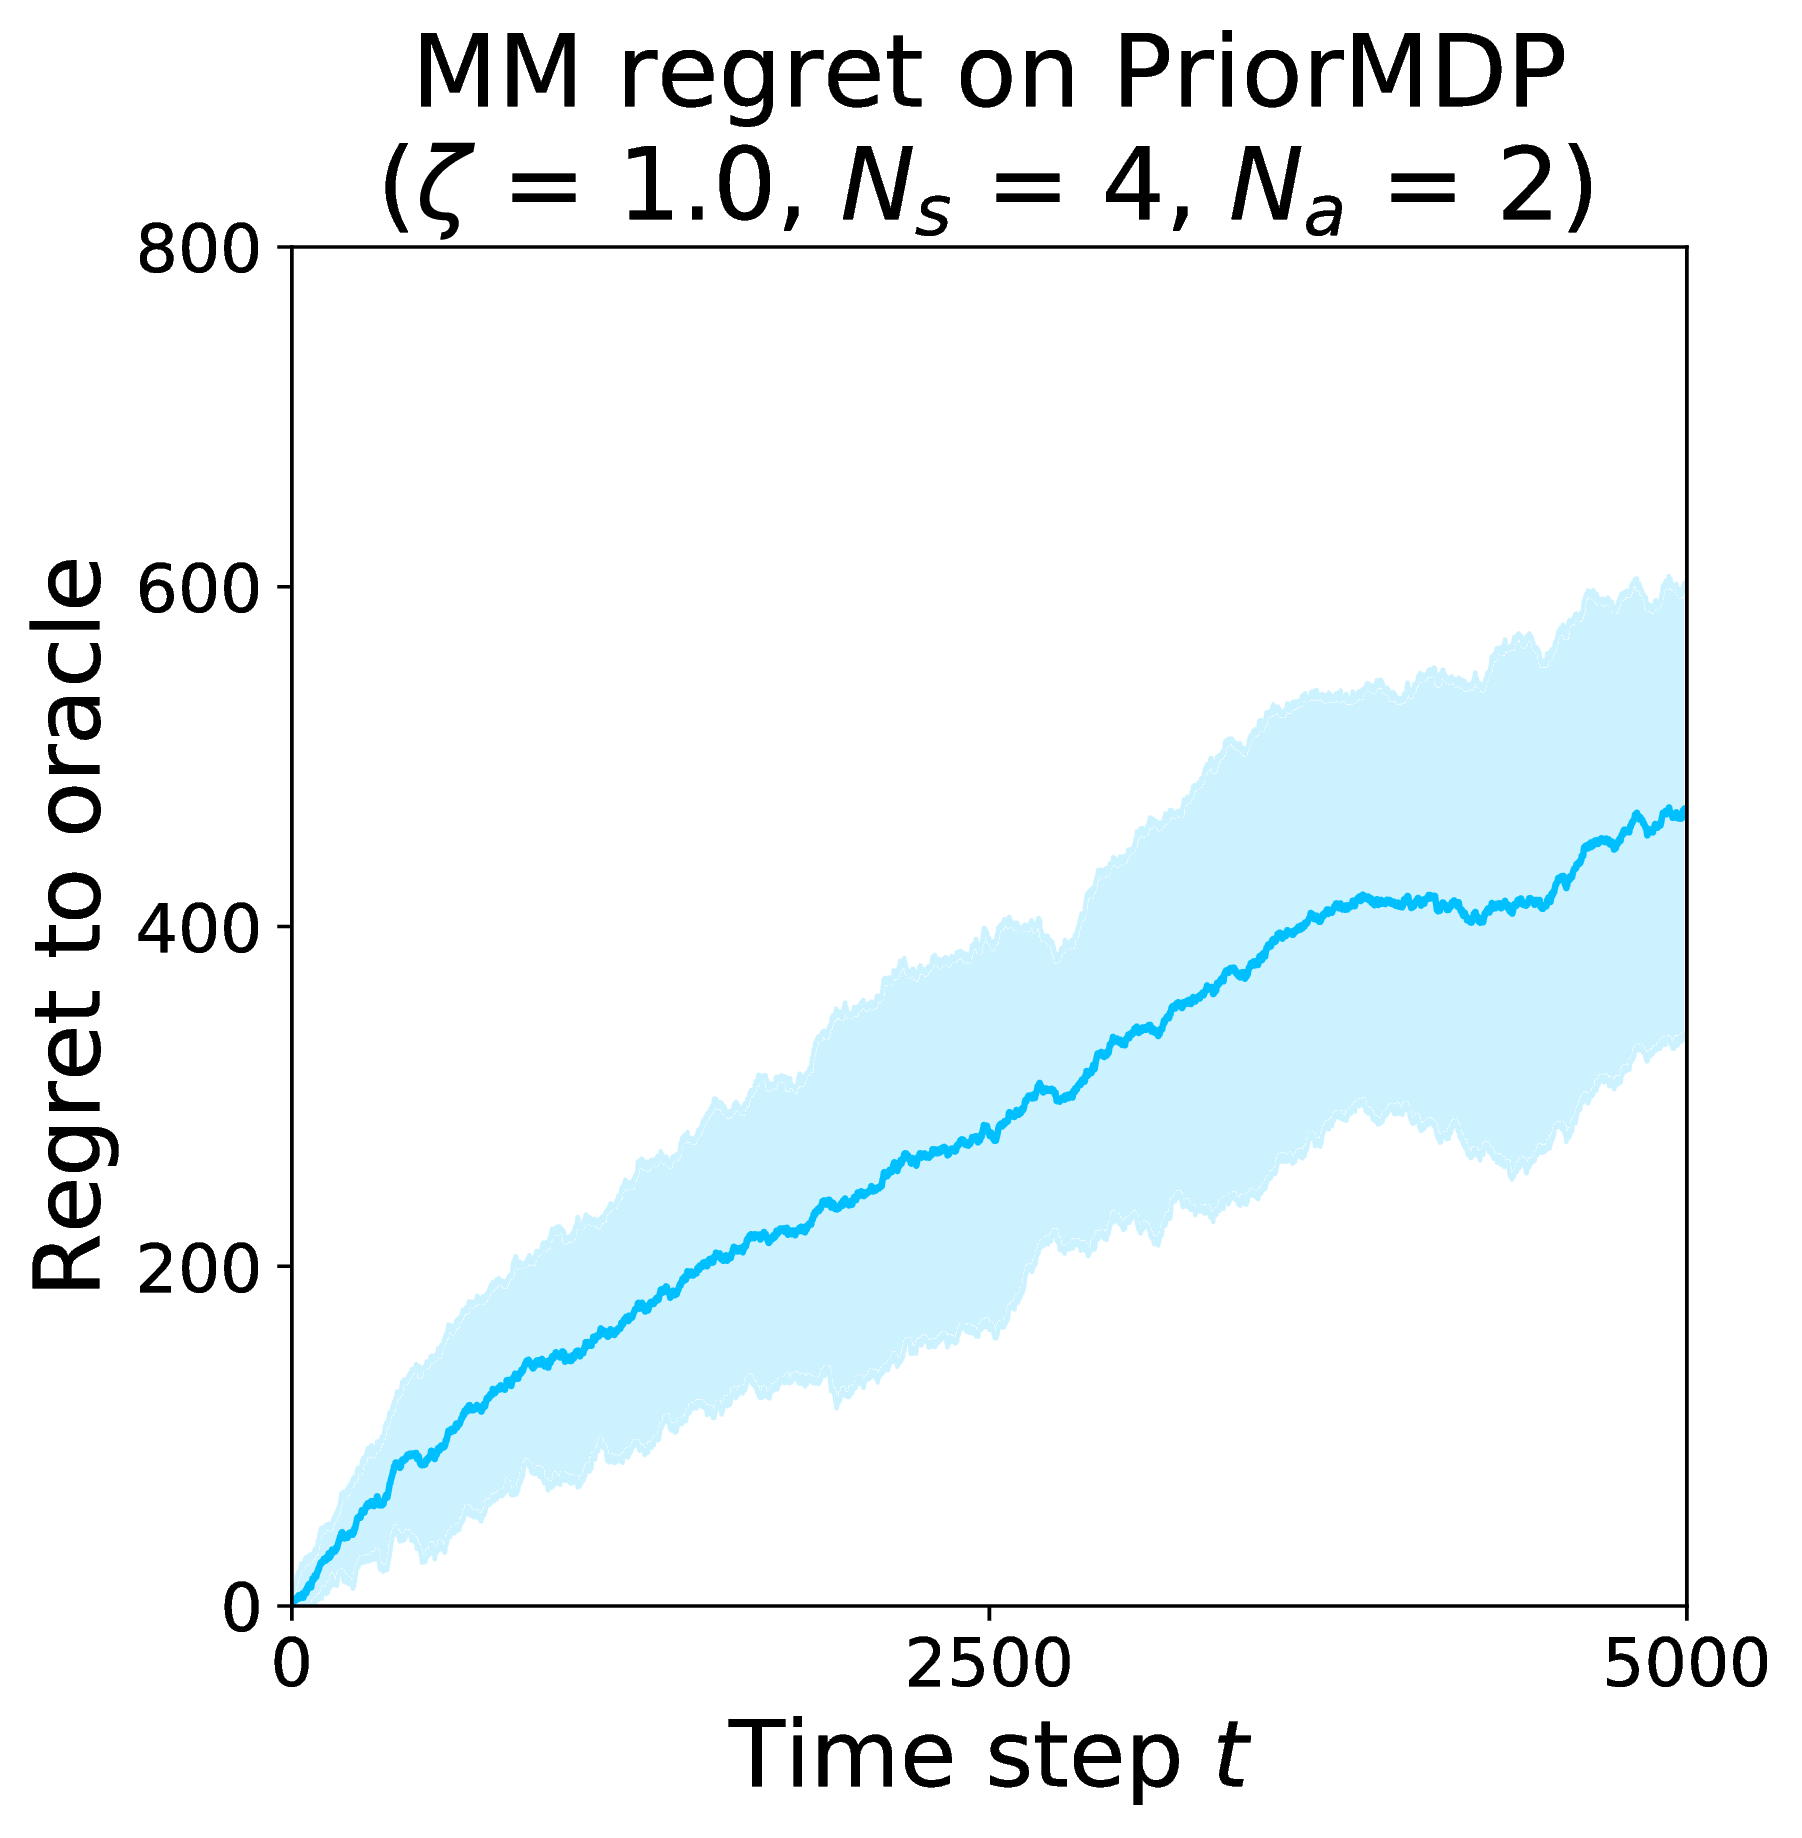 MM regret on PriorMDP
(ζ = 1.0, Nₛ = 4, Nₐ = 2)
800
600
400
200
0
Regret to oracle
0 2500 5000
Time step t